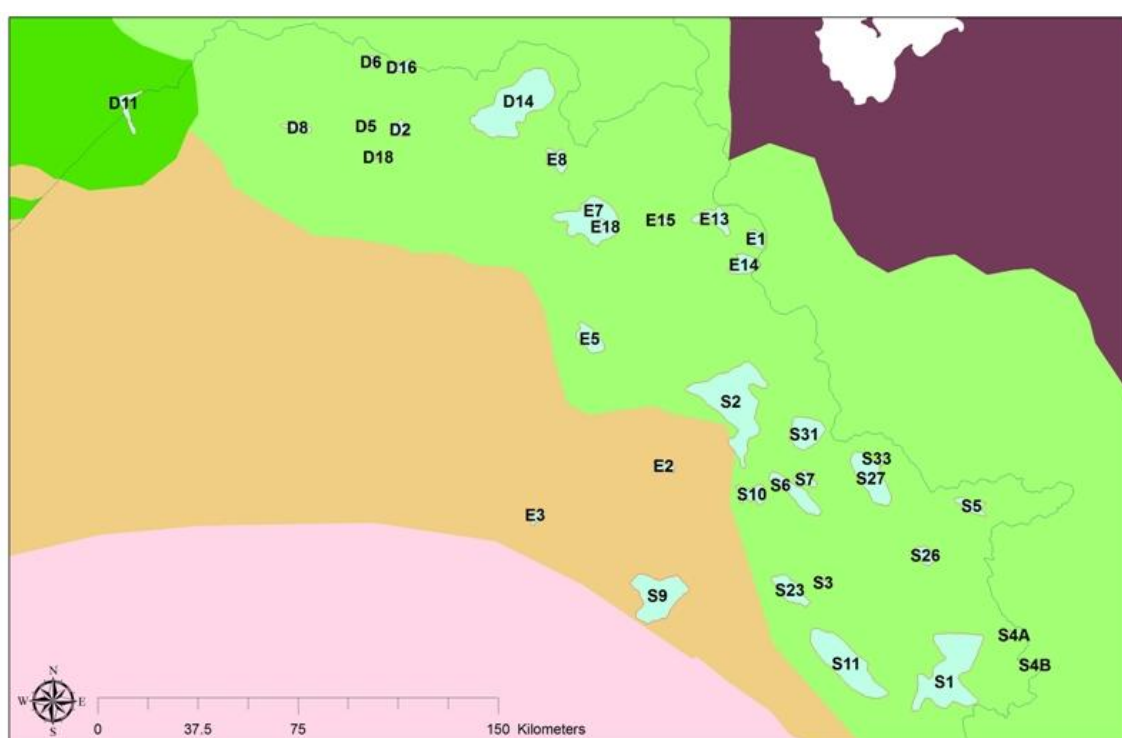 D6
D16
D11
D14
D8
D5
D2
D18
E8
E7
E18
E15
E13
E1
E14
E5
S2
S31
E2
S33
S27
S10
S6
S7
S5
E3
S26
S9
S23
S3
S4A
S11
S4B
S1
N
W E
S
0 37.5 75 150 Kilometers